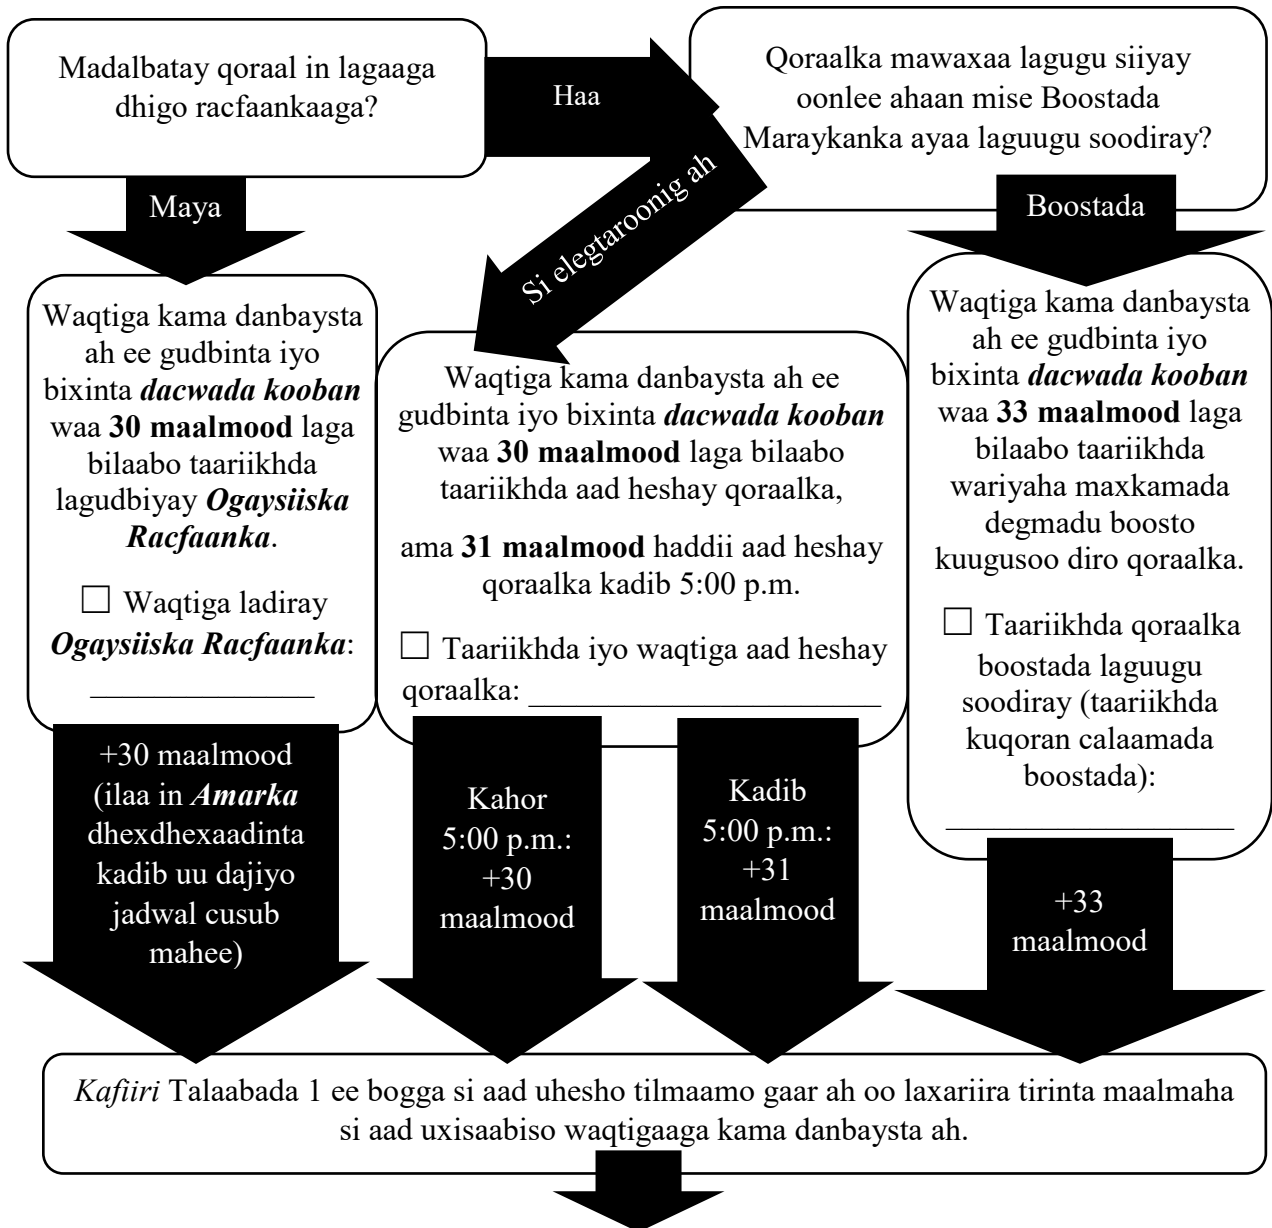 Madalbatay qoraal in lagaaga
dhigo racfaankaaga?
Haa
Qoraalka mawaxaa lagugu siiyay
oonlee ahaan mise Boostada
Maraykanka ayaa laguugu soodiray?
Maya
Si elegtaroonig ah
Boostada
Waqtiga kama danbaysta
ah ee gudbinta iyo
bixinta dacwada kooban
waa 30 maalmood laga
bilaabo taariikhda
lagudbiyay Ogaysiiska
Racfaanka.
☐ Waqtiga ladiray
Ogaysiiska Racfaanka:
______________
Waqtiga kama danbaysta ah ee
gudbinta iyo bixinta dacwada kooban
waa 30 maalmood laga bilaabo
taariikhda aad heshay qoraalka,
ama 31 maalmood haddii aad heshay
qoraalka kadib 5:00 p.m.
☐ Taariikhda iyo waqtiga aad heshay
qoraalka: ______________________
Waqtiga kama danbaysta
ah ee gudbinta iyo
bixinta dacwada kooban
waa 33 maalmood laga
bilaabo taariikhda
wariyaha maxkamada
degmadu boosto
kuugusoo diro qoraalka.
☐ Taariikhda qoraalka
boostada laguugu
soodiray (taariikhda
kuqoran calaamada
boostada):
__________________
+30 maalmood
(ilaa in Amarka
dhexdhexaadinta
kadib uu dajiyo
jadwal cusub
mahee)
Kahor
5:00 p.m.:
+30
maalmood
Kadib
5:00 p.m.:
+31
maalmood
+33
maalmood
Kafiiri Talaabada 1 ee bogga si aad uhesho tilmaamo gaar ah oo laxariira tirinta maalmaha
si aad uxisaabiso waqtigaaga kama danbaysta ah.